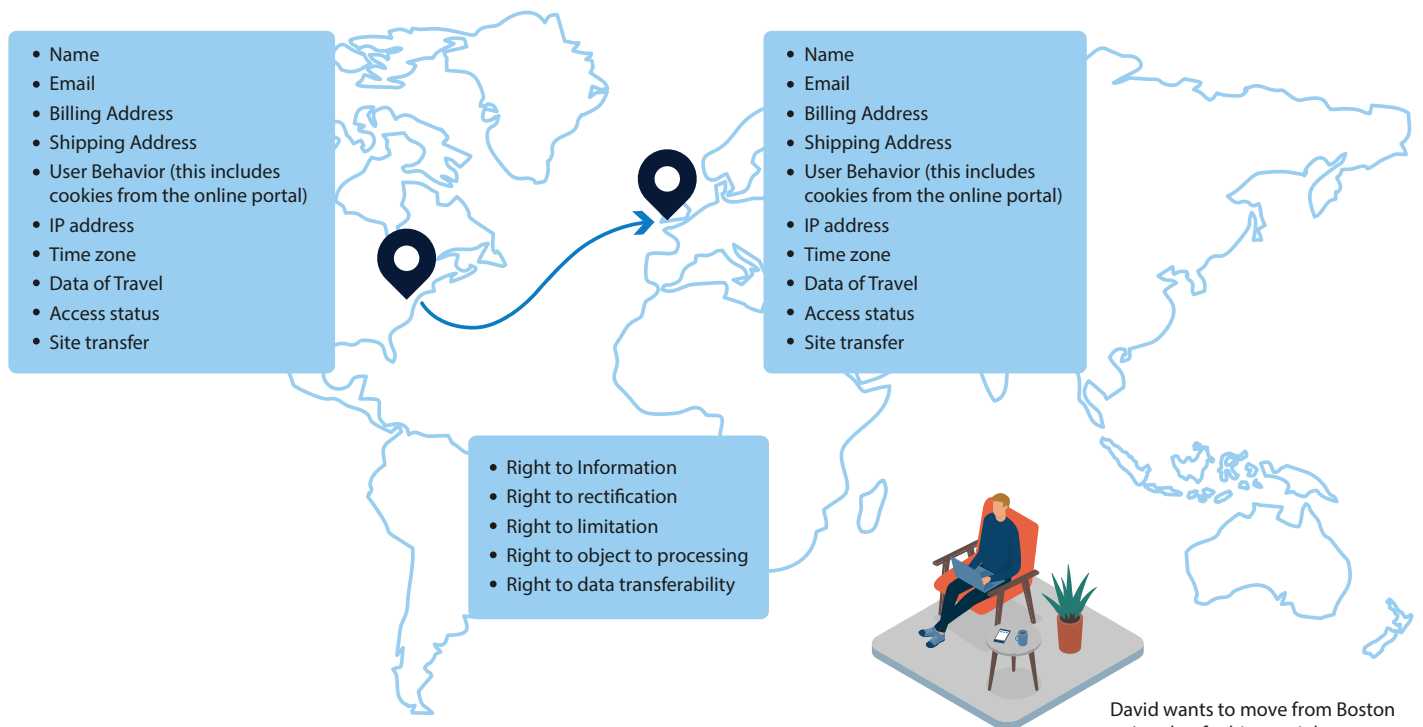 • Name
• Email
• Billing Address
• Shipping Address
• User Behavior (this includes
cookies from the online portal)
• IP address
• Time zone
• Data of Travel
• Access status
• Site transfer
• Name
• Email
• Billing Address
• Shipping Address
• User Behavior (this includes
cookies from the online portal)
• IP address
• Time zone
• Data of Travel
• Access status
• Site transfer
• Right to Information
• Right to rectification
• Right to limitation
• Right to object to processing
• Right to data transferability
David wants to move from Boston